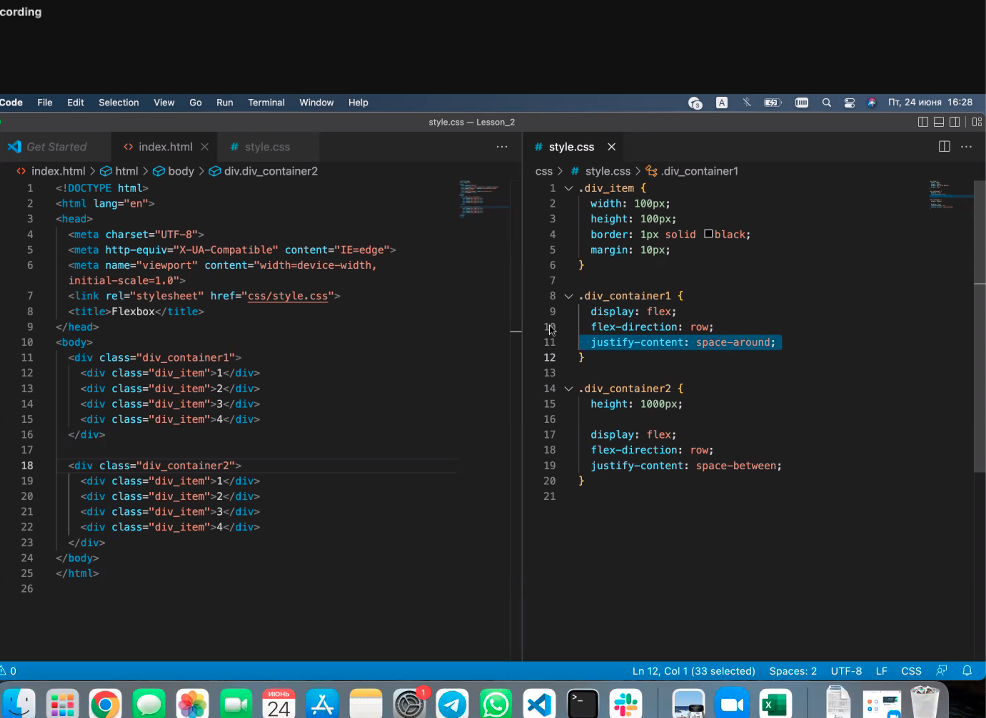 cording
Code File Edit Selection View Go Run Terminal Window Help A Пт, 24 июня 16:28
style.css — Lesson_2
Get Started index.html style.css
index.html > html > body > div.div_container2
1 <!DOCTYPE html>
2 <html lang="en">
3 <head>
4 <meta charset="UTF-8">
5 <meta http-equiv="X-UA-Compatible" content="IE=edge">
6 <meta name="viewport" content="width=device-width,
initial-scale=1.0">
7 <link rel="stylesheet" href="css/style.css">
8 <title>Flexbox</title>
9 </head>
10 <body>
11 <div class="div_container1">
12 <div class="div_item">1</div>
13 <div class="div_item">2</div>
14 <div class="div_item">3</div>
15 <div class="div_item">4</div>
16 </div>
17
18 <div class="div_container2">
19 <div class="div_item">1</div>
20 <div class="div_item">2</div>
21 <div class="div_item">3</div>
22 <div class="div_item">4</div>
23 </div>
24 </body>
25 </html>
26
style.css
css > style.css > .div_container1
1 .div_item {
2 width: 100px;
3 height: 100px;
4 border: 1px solid black;
5 margin: 10px;
6 }
7
8 .div_container1 {
9 display: flex;
10 flex-direction: row;
11 justify-content: space-around;
12 }
13
14 .div_container2 {
15 height: 1000px;
16
17 display: flex;
18 flex-direction: row;
19 justify-content: space-between;
20 }
21
0 Ln 12, Col 1 (33 selected) Spaces: 2 UTF-8 LF CSS
ИЮНЬ
24
1